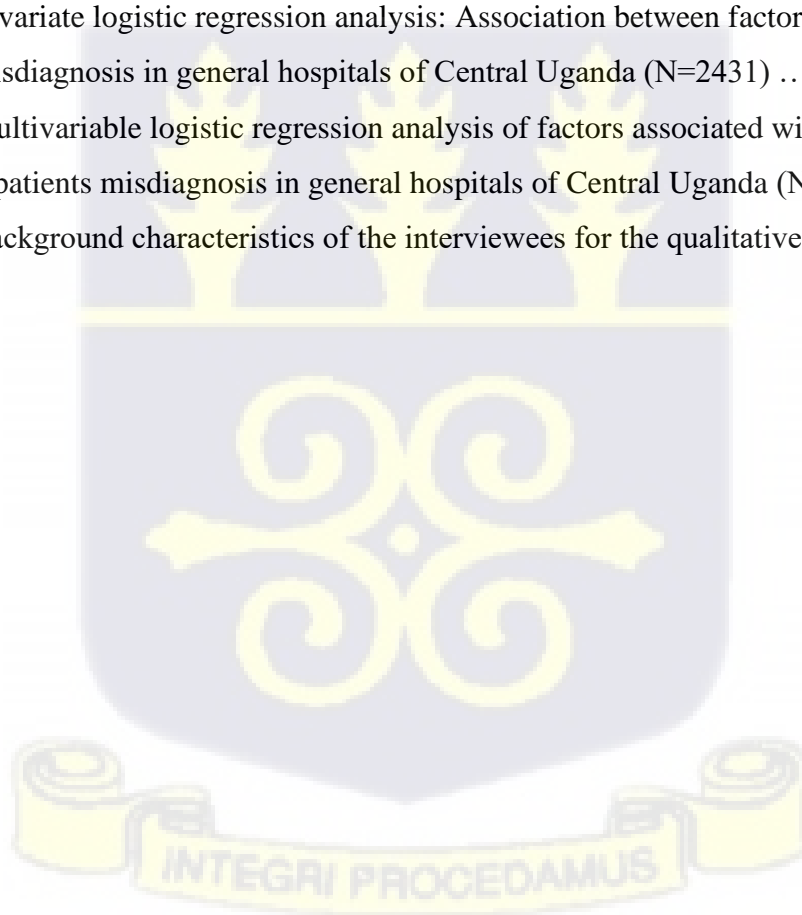 variate logistic regression analysis: Association between factor
sdiagnosis in general hospitals of Central Uganda (N=2431) …
ultivariable logistic regression analysis of factors associated wi
patients misdiagnosis in general hospitals of Central Uganda (N
ackground characteristics of the interviewees for the qualitative
INTEGRI PROCEDAMUS